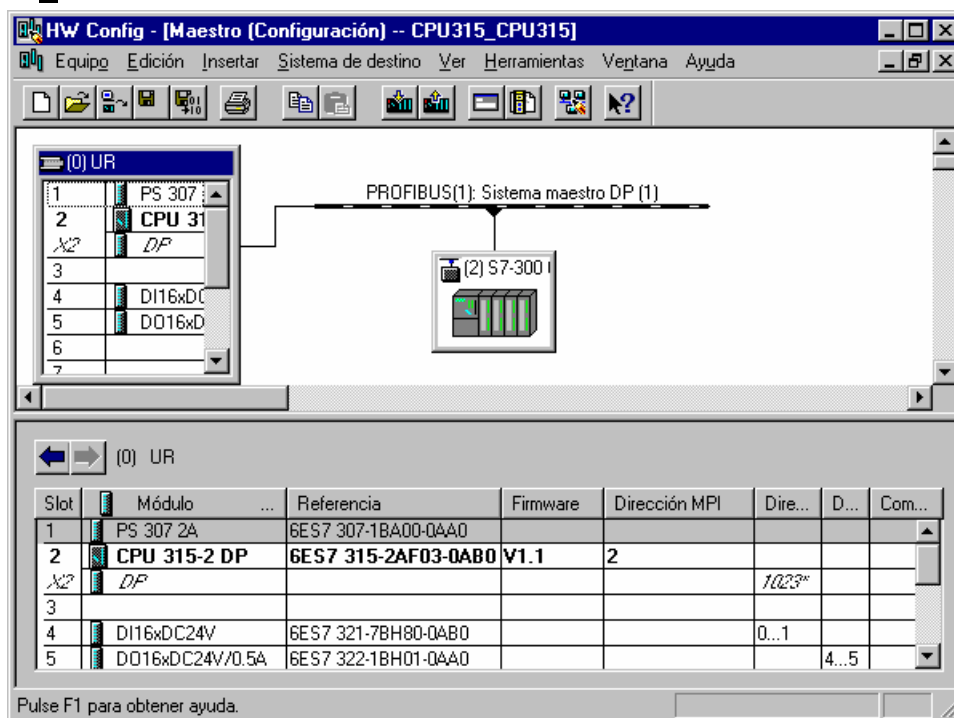 HW Config - [Maestro (Configuración) -- CPU315_CPU315]
Equipo Edición Insertar Sistema de destino Ver Herramientas Ventana Ayuda
(0) UR
1 PS 307
2 CPU 31
X2 DP
3
4 DI16xDC
5 DO16xD
6
7
PROFIBUS(1): Sistema maestro DP (1)
(2) S7-300
(0) UR
Slot Módulo ... Referencia Firmware Dirección MPI Dire... D... Com...
1 PS 307 2A 6ES7 307-1BA00-0AA0
2 CPU 315-2 DP 6ES7 315-2AF03-0AB0 V1.1 2
X2 DP 1023*
3
4 DI16xDC24V 6ES7 321-7BH80-0AB0 0...1
5 DO16xDC24V/0.5A 6ES7 322-1BH01-0AA0 4...5
Pulse F1 para obtener ayuda.